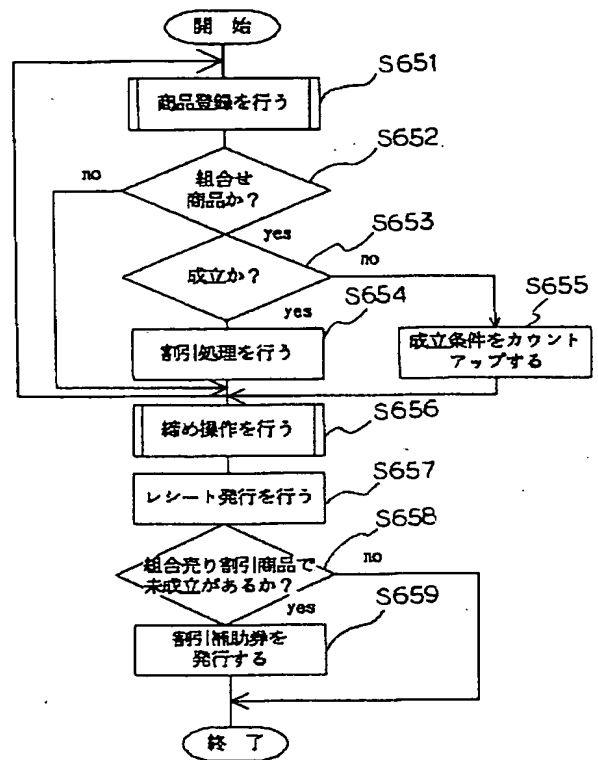 開 始
S651
商品登録を行う
S652
組合せ
商品か?
no
yes
S653
成立か?
no
yes
S654
割引処理を行う
S655
成立条件をカウント
アップする
S656
締め操作を行う
S657
レシート発行を行う
S658
組合売り割引商品で
未成立があるか?
no
yes
S659
割引補助券を
発行する
終 了